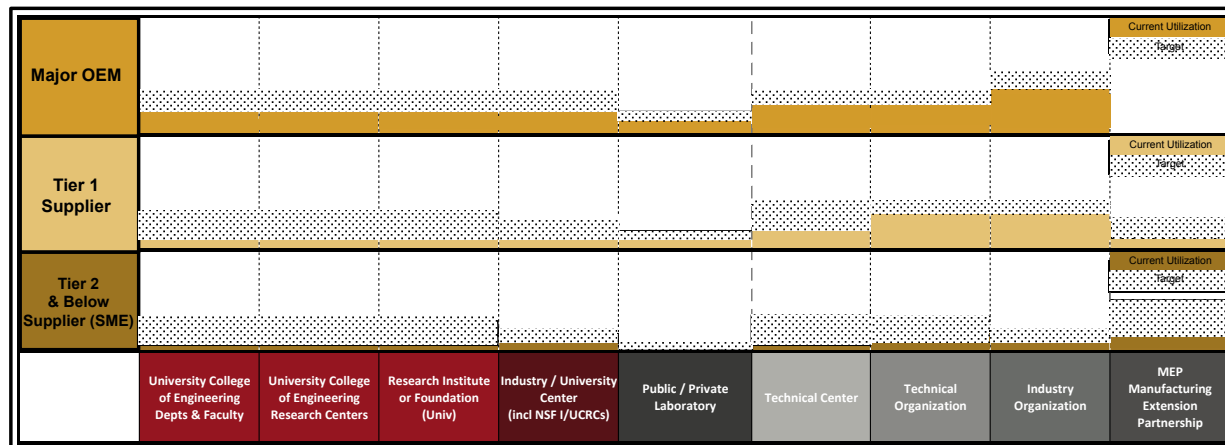 Current Utilization
Target
Major OEM
Current Utilization
Target
Tier 1
Supplier
Current Utilization
Target
Tier 2
& Below
Supplier (SME)
University College
of Engineering
Depts & Faculty
University College
of Engineering
Research Centers
Research Institute
or Foundation
(Univ)
Industry / University
Center
(incl NSF I/UCRCs)
Public / Private
Laboratory
Technical Center
Technical
Organization
Industry
Organization
MEP
Manufacturing
Extension
Partnership